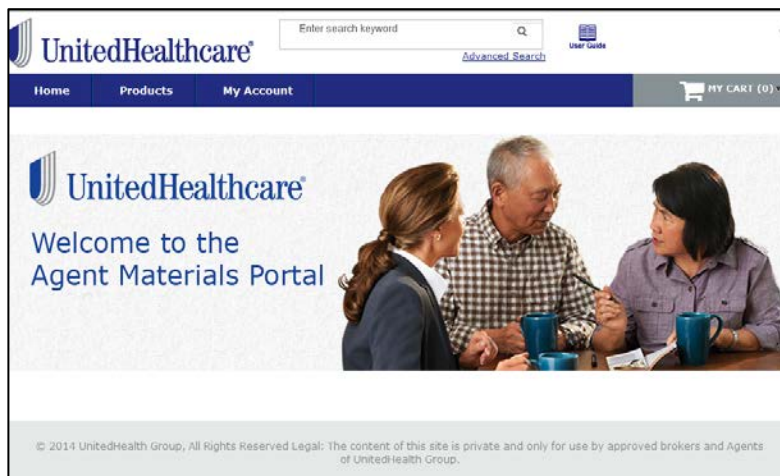 UnitedHealthcare®
Enter search keyword
Advanced Search
User Guide
Home
Products
My Account
MY CART (0)
UnitedHealthcare®
Welcome to the
Agent Materials Portal
© 2014 UnitedHealth Group, All Rights Reserved Legal: The content of this site is private and only for use by approved brokers and Agents
of UnitedHealth Group.